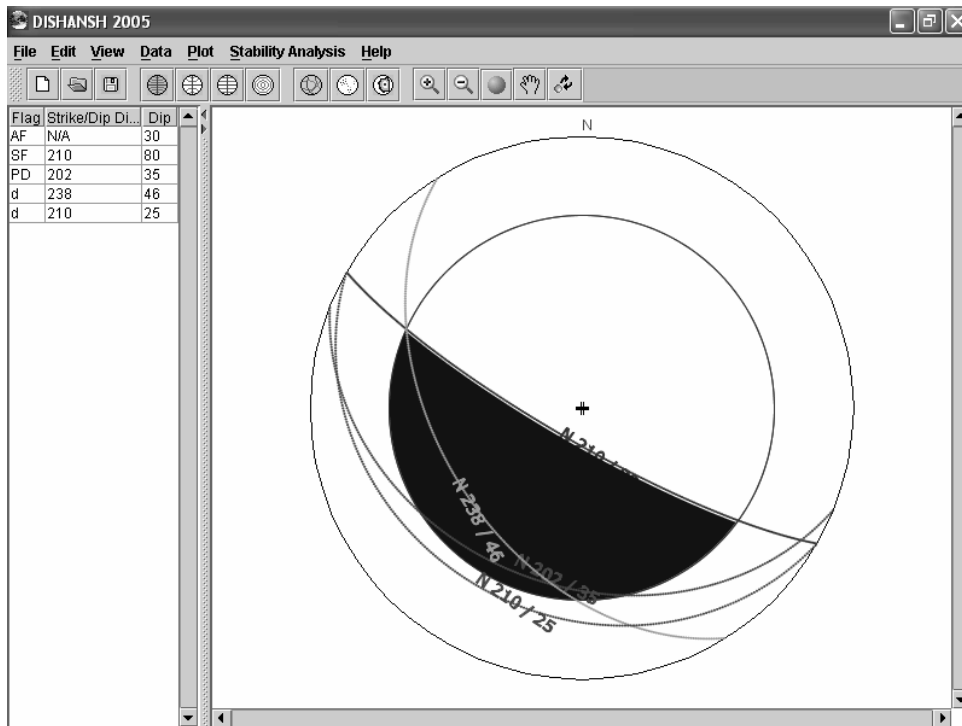 DISHANSH 2005
File Edit View Data Plot Stability Analysis Help
Flag Strike/Dip Di... Dip
AF N/A 30
SF 210 80
PD 202 35
d 238 46
d 210 25
N
N 210 /
N 238 / 46
N 202 / 35
N 210 / 25